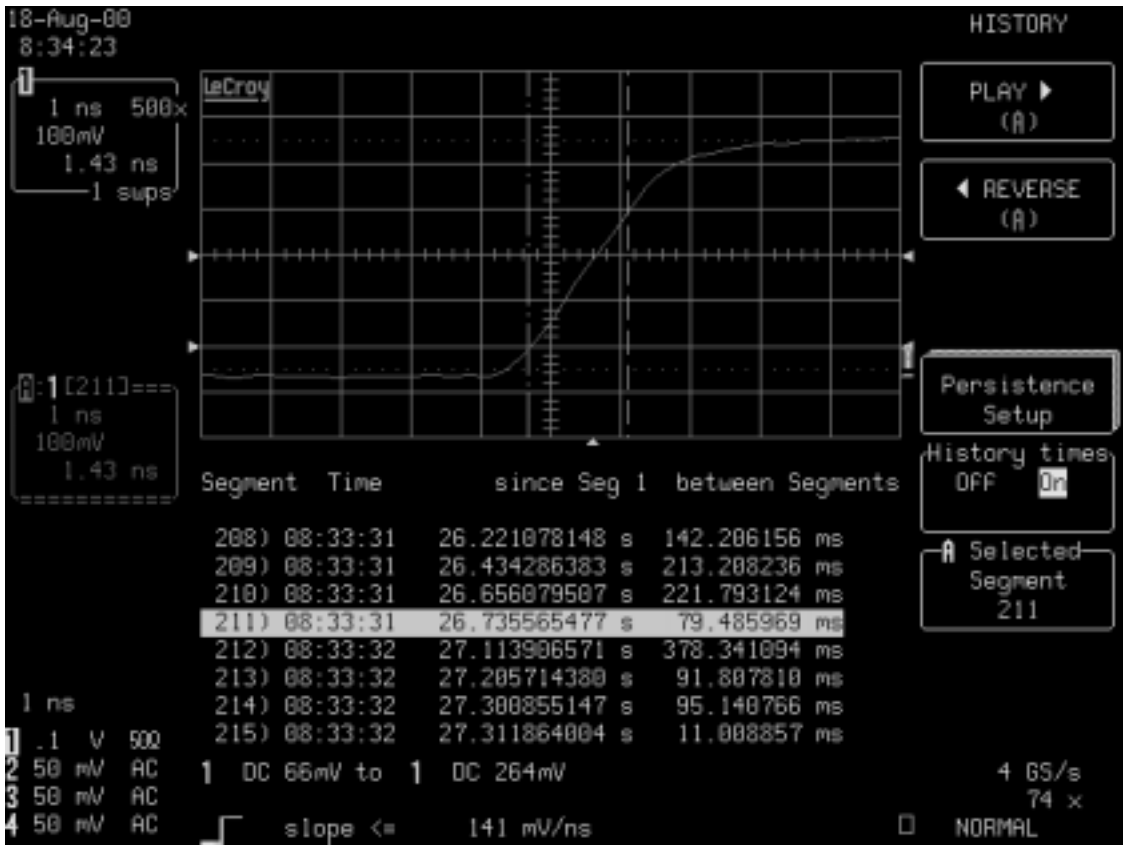 18-Aug-00
8:34:23
HISTORY
1
1 ns 500x
100mV
1.43 ns
1 swps
LeCroy
PLAY ▶
(A)
◀ REVERSE
(A)
A:1[211]===
1 ns
100mV
1.43 ns
Persistence
Setup
History times
OFF On
A Selected
Segment
211
Segment Time since Seg 1 between Segments
208) 08:33:31 26.221078148 s 142.206156 ms
209) 08:33:31 26.434286383 s 213.208236 ms
210) 08:33:31 26.656079507 s 221.793124 ms
211) 08:33:31 26.735565477 s 79.485969 ms
212) 08:33:32 27.113906571 s 378.341094 ms
213) 08:33:32 27.205714380 s 91.807810 ms
214) 08:33:32 27.300855147 s 95.140766 ms
215) 08:33:32 27.311864004 s 11.008857 ms
1 ns
1 .1 V 50Ω
2 50 mV AC
3 50 mV AC
4 50 mV AC
1 DC 66mV to 1 DC 264mV
slope <= 141 mV/ns
4 GS/s
74 x
NORMAL